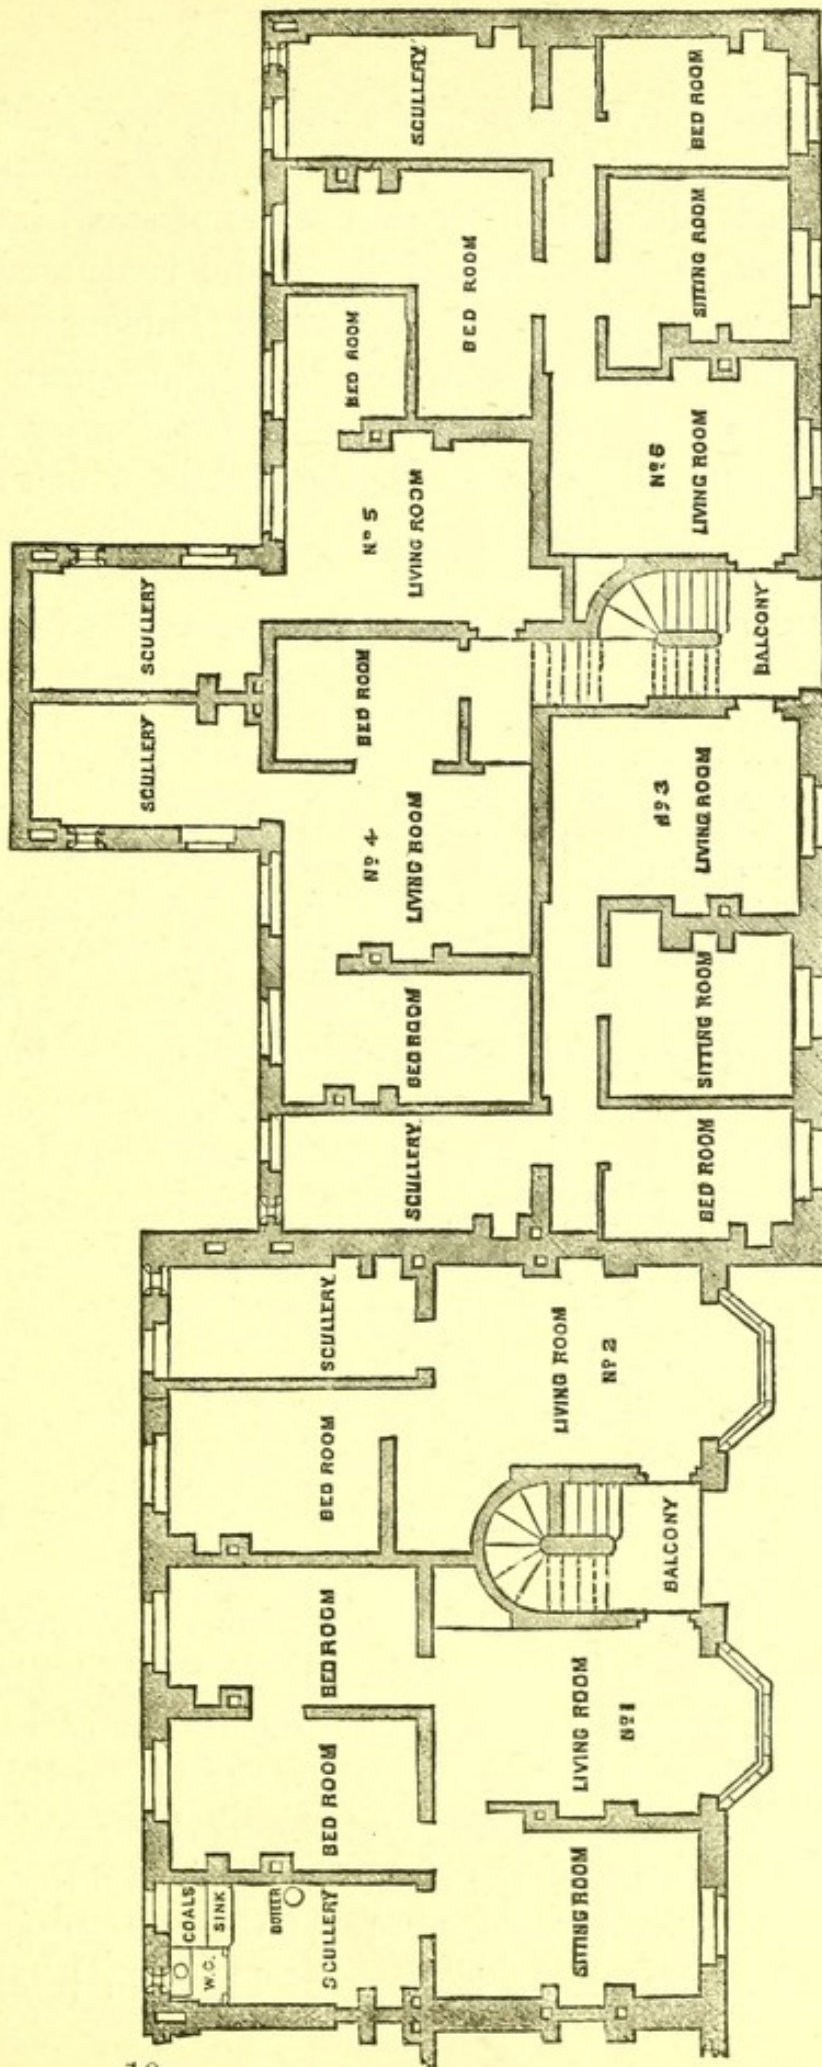 SCULLERY
BED ROOM
BED ROOM
SITTING ROOM
BED ROOM
Nº 6
LIVING ROOM
Nº 5
LIVING ROOM
SCULLERY
BALCONY
BED ROOM
SCULLERY
Nº 3
LIVING ROOM
Nº 4
LIVING ROOM
SITTING ROOM
BED ROOM
SCULLERY
BED ROOM
SCULLERY
LIVING ROOM
Nº 2
BED ROOM
BALCONY
BED ROOM
LIVING ROOM
Nº 1
BED ROOM
COALS
SINK
BOILER
SCULLERY
W.C.
SITTING ROOM